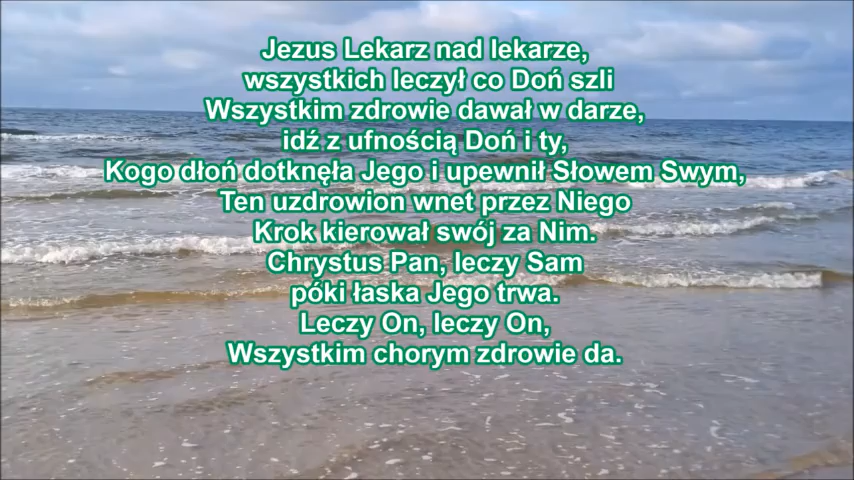 Jezus Lekarz nad lekarze,
wszystkich leczył co Doń szli
Wszystkim zdrowie dawał w darze,
idź z ufnością Doń i ty,
Kogo dłoń dotknęła Jego i upewnił Słowem Swym,
Ten uzdrowion wnet przez Niego
Krok kierował swój za Nim.
Chrystus Pan, leczy Sam
póki łaska Jego trwa.
Leczy On, leczy On,
Wszystkim chorym zdrowie da.